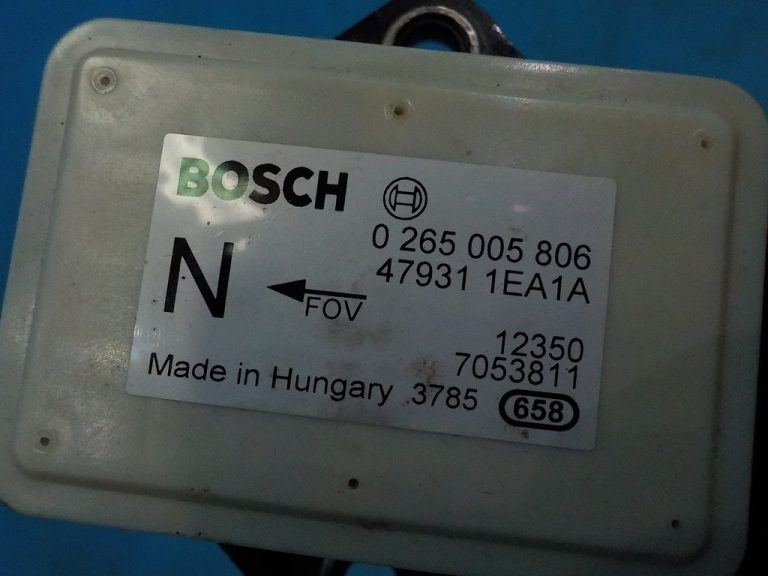 BOSCH
0 265 005 806
47931 1EA1A
N
FOV
12350
7053811
Made in Hungary 3785 658